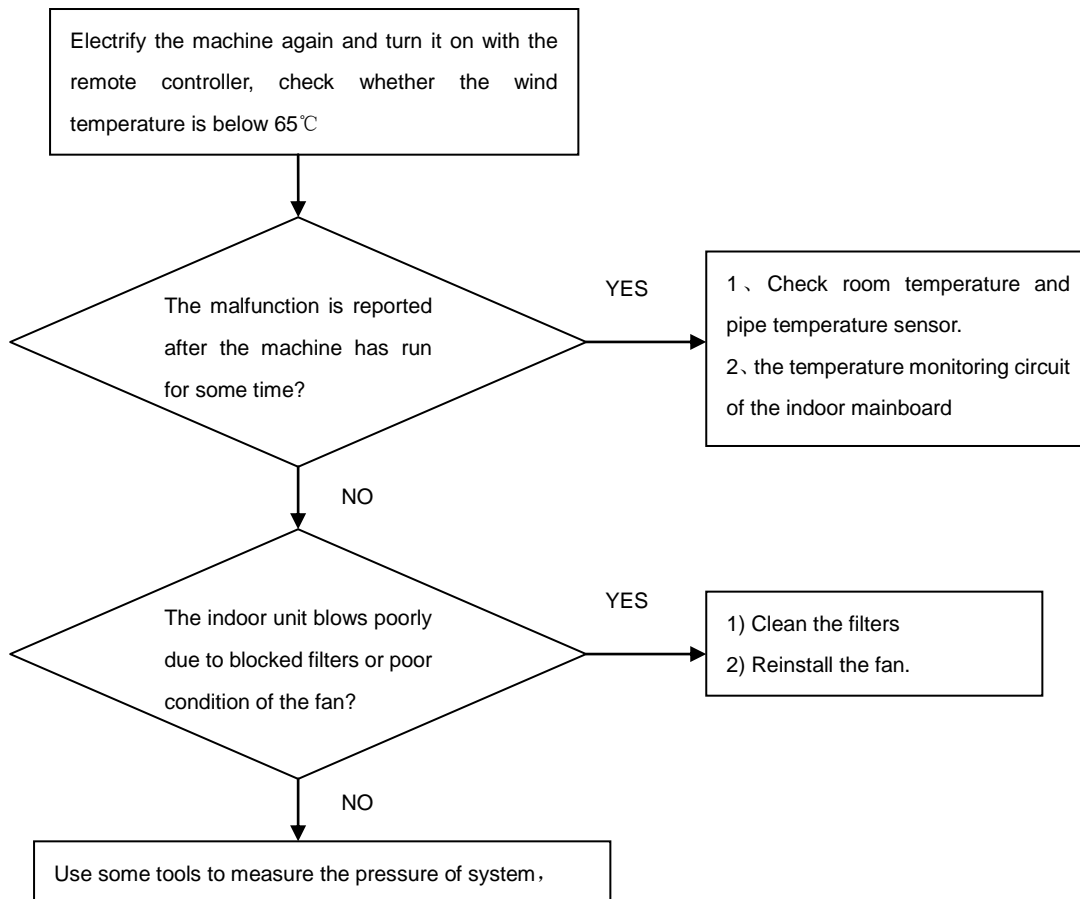 Electrify the machine again and turn it on with the
remote controller, check whether the wind
temperature is below 65℃
The malfunction is reported
after the machine has run
for some time?
YES
1、Check room temperature and
pipe temperature sensor.
2、the temperature monitoring circuit
of the indoor mainboard
NO
The indoor unit blows poorly
due to blocked filters or poor
condition of the fan?
YES
1) Clean the filters
2) Reinstall the fan.
NO
Use some tools to measure the pressure of system，